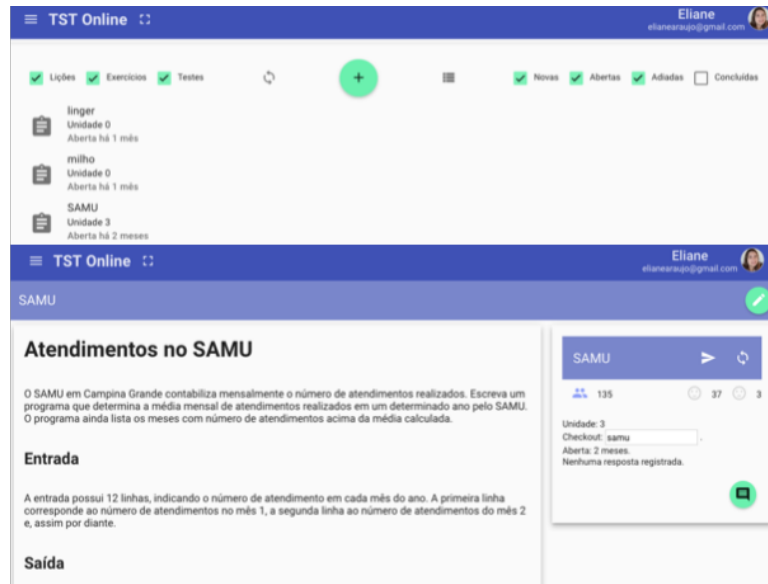 TST Online
Eliane
elianearaujo@gmail.com
Lições Exercícios Testes + Novas Abertas Adiadas Concluídas
linger
Unidade 0
Aberta há 1 mês
milho
Unidade 0
Aberta há 1 mês
SAMU
Unidade 3
Aberta há 2 meses
TST Online
Eliane
elianearaujo@gmail.com
SAMU
Atendimentos no SAMU
O SAMU em Campina Grande contabiliza mensalmente o número de atendimentos realizados. Escreva um
programa que determina a média mensal de atendimentos realizados em um determinado ano pelo SAMU.
O programa ainda lista os meses com número de atendimentos acima da média calculada.
Entrada
A entrada possui 12 linhas, indicando o número de atendimento em cada mês do ano. A primeira linha
corresponde ao número de atendimentos no mês 1, a segunda linha ao número de atendimentos do mês 2
e, assim por diante.
Saída
SAMU
135 37 3
Unidade: 3
Checkout: samu .
Aberta: 2 meses.
Nenhuma resposta registrada.